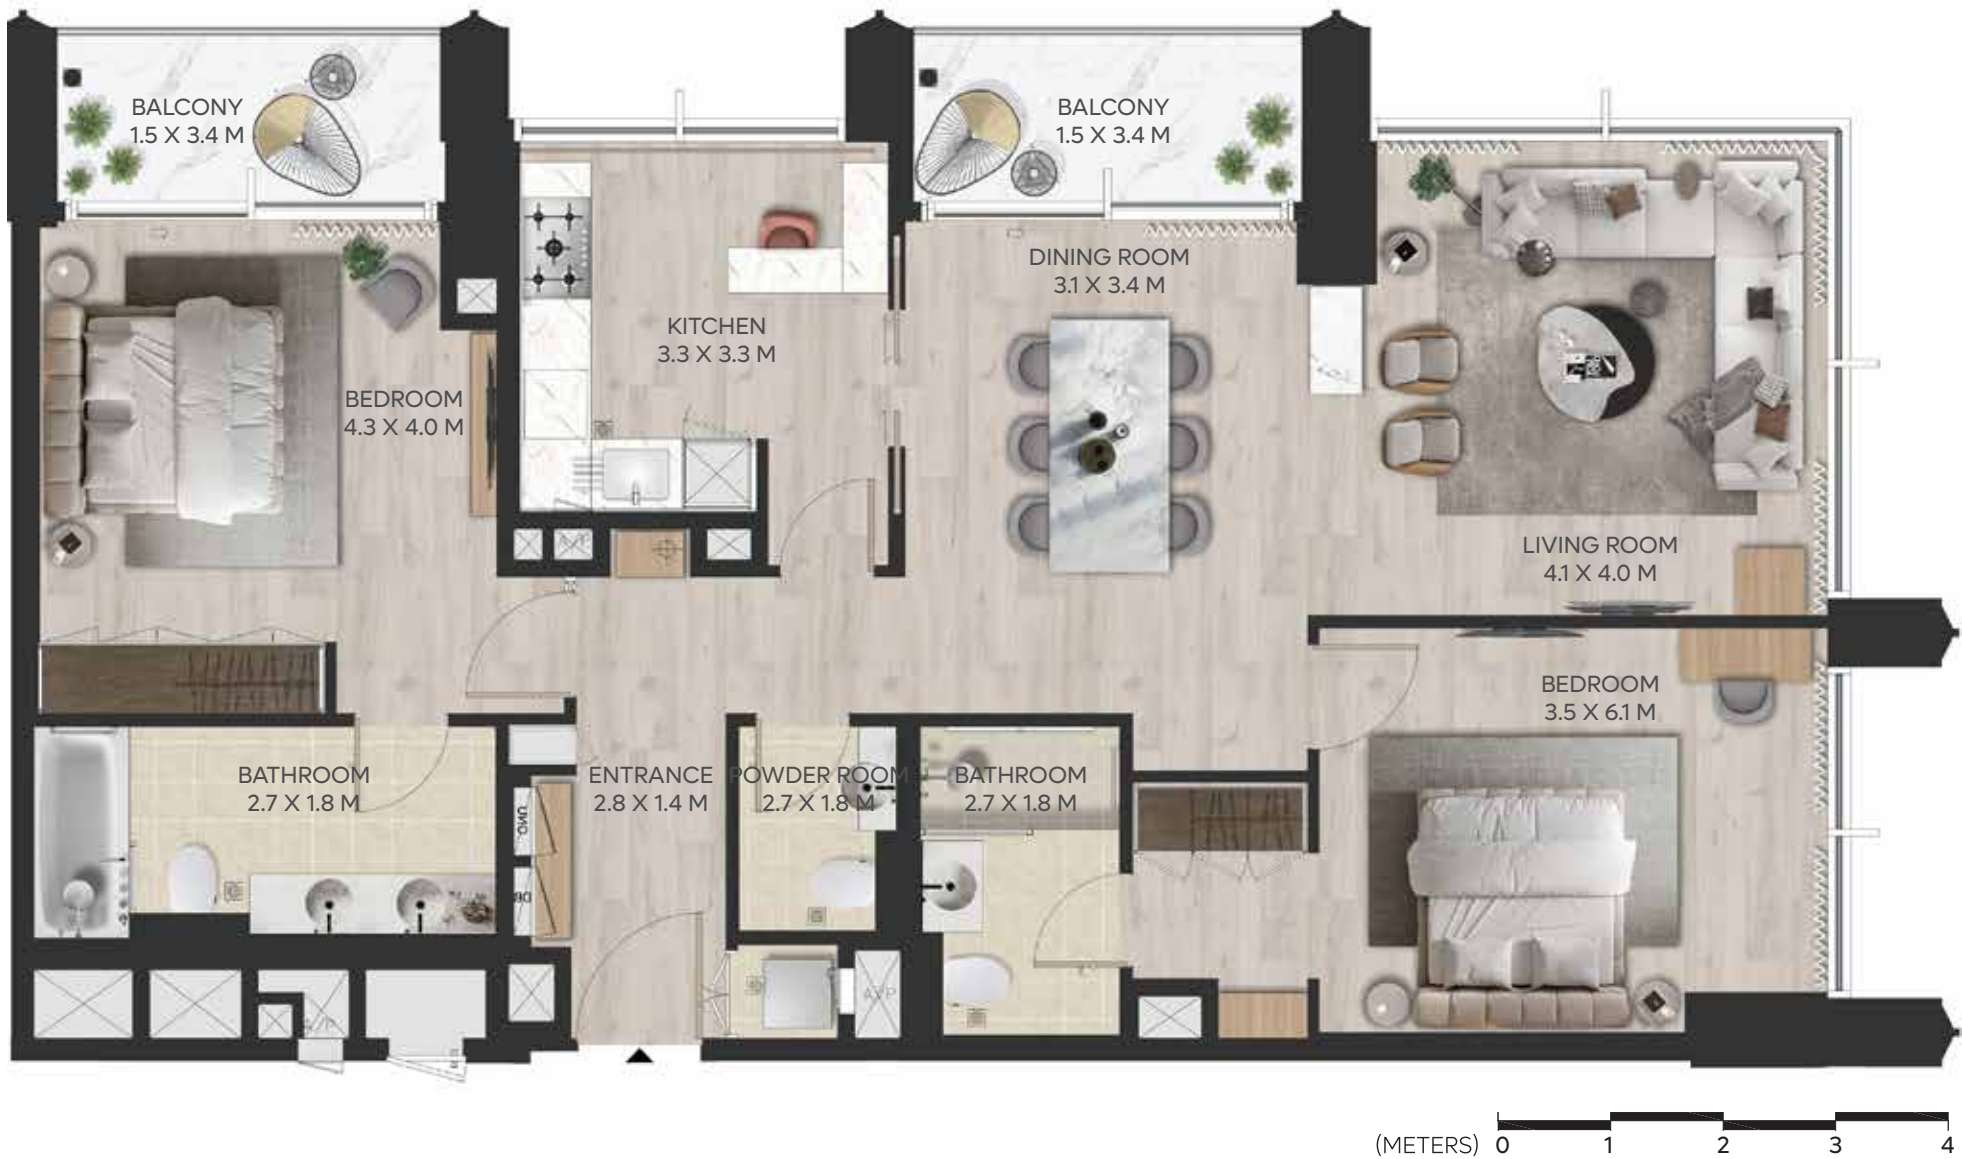 BALCONY
1.5 X 3.4 M
BALCONY
1.5 X 3.4 M
DINING ROOM
3.1 X 3.4 M
KITCHEN
3.3 X 3.3 M
BEDROOM
4.3 X 4.0 M
A/P
LIVING ROOM
4.1 X 4.0 M
BEDROOM
3.5 X 6.1 M
BATHROOM
2.7 X 1.8 M
ENTRANCE
2.8 X 1.4 M
POWDER ROOM
2.7 X 1.8 M
BATHROOM
2.7 X 1.8 M
DB
A/P
A/P
(METERS) 0 1 2 3 4